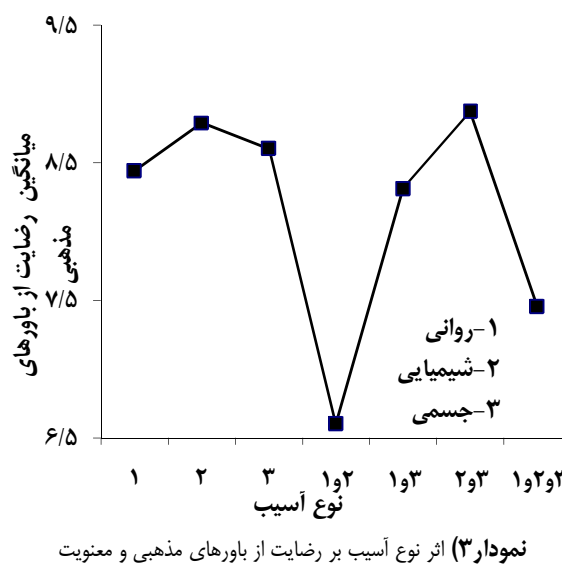 ۹/۵
۸/۵
۷/۵
۶/۵
میانگین رضایت از باورهای
مذهبی
۱-روانی
۲-شیمیایی
۳-جسمی
۱ ۲ ۳ ۱و۲ ۱و۳ ۲و۳ ۱و۲و۳
نوع آسیب
نمودار۳) اثر نوع آسیب بر رضایت از باورهای مذهبی و معنویت